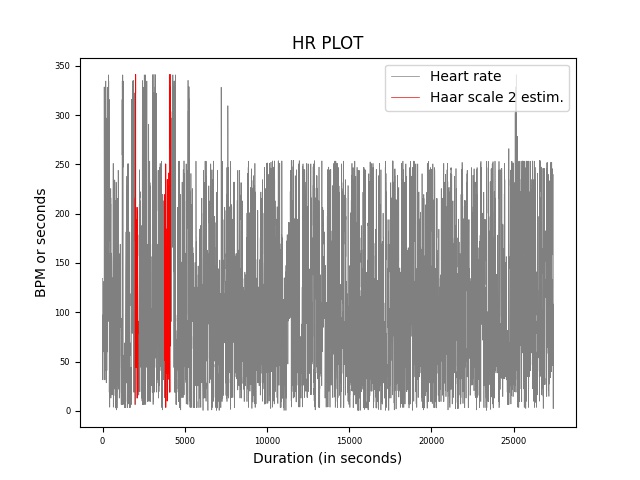 HR PLOT
Heart rate
Haar scale 2 estim.
BPM or seconds
350
300
250
200
150
100
50
0
0 5000 10000 15000 20000 25000
Duration (in seconds)